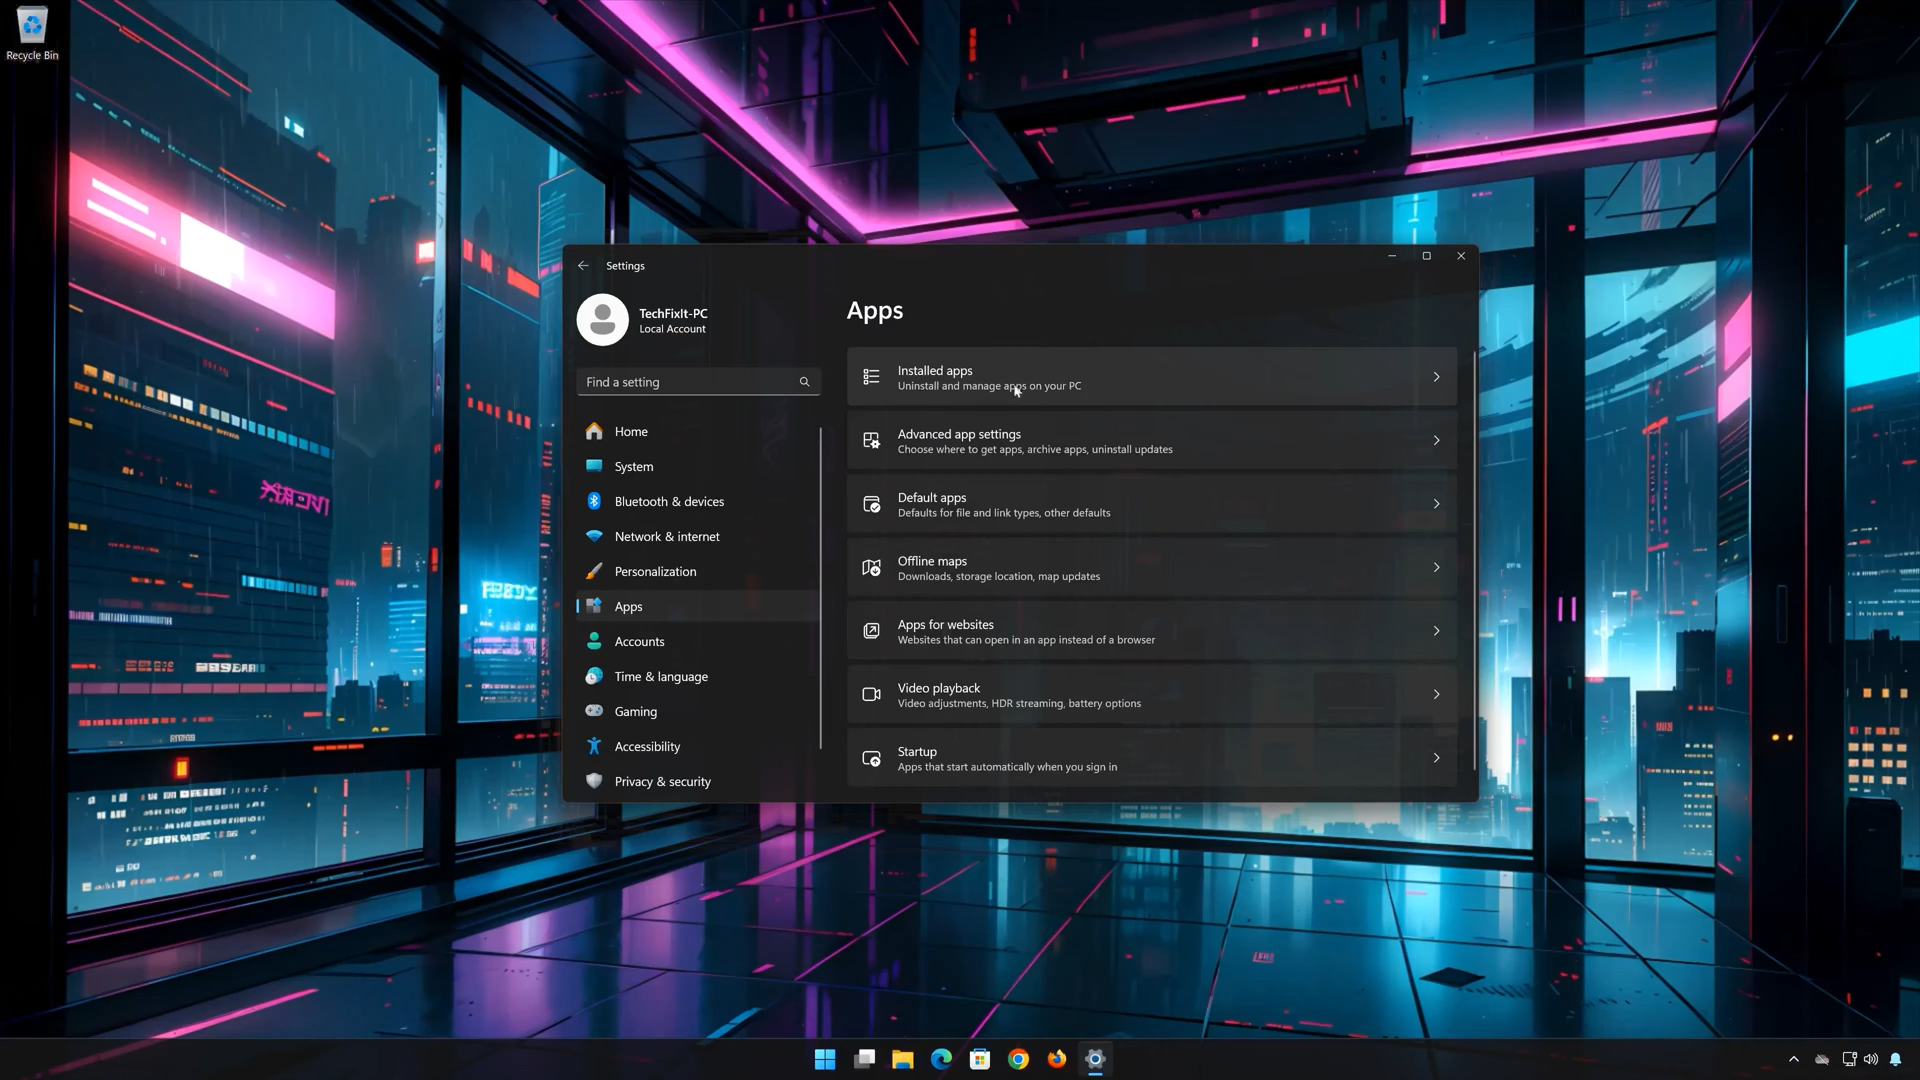 Recycle Bin
Settings
TechFixIt-PC
Local Account
Find a setting
Home
System
Bluetooth & devices
Network & internet
Personalization
Apps
Accounts
Time & language
Gaming
Accessibility
Privacy & security
Apps
Installed apps
Uninstall and manage apps on your PC
Advanced app settings
Choose where to get apps, archive apps, uninstall updates
Default apps
Defaults for file and link types, other defaults
Offline maps
Downloads, storage location, map updates
Apps for websites
Websites that can open in an app instead of a browser
Video playback
Video adjustments, HDR streaming, battery options
Startup
Apps that start automatically when you sign in